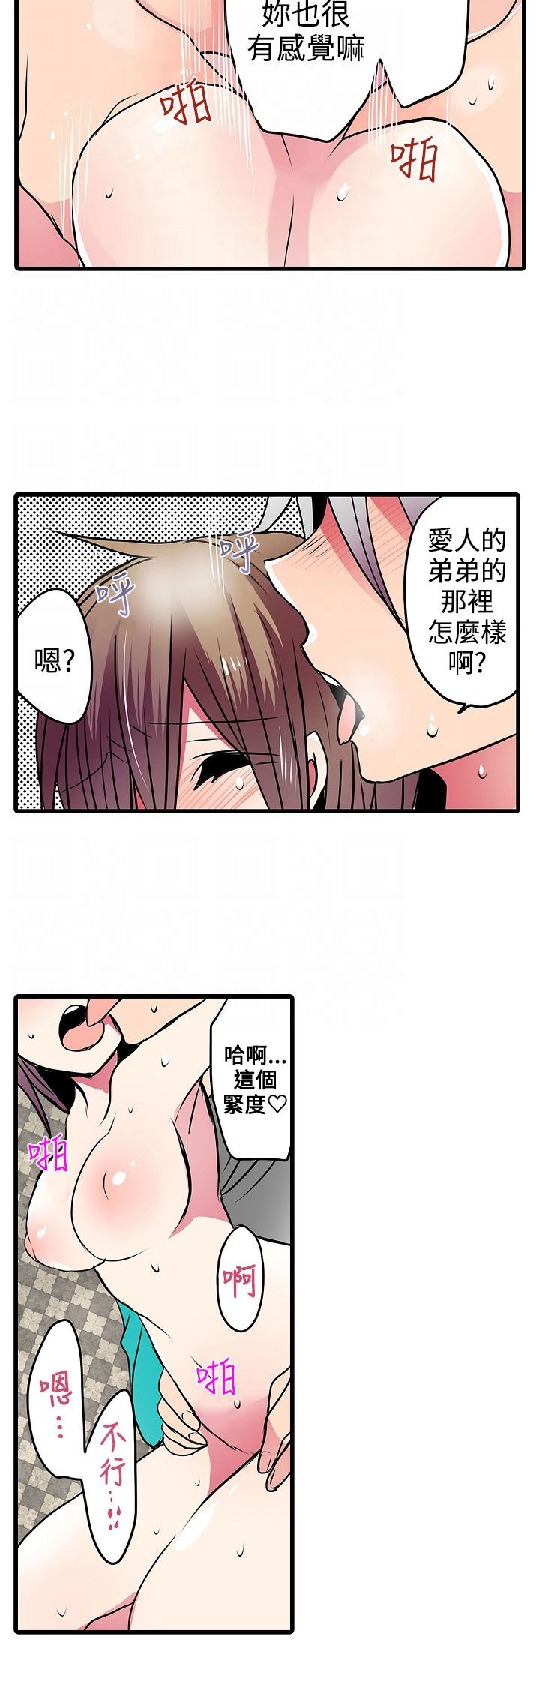 妳也很
有感覺嘛
啪
啪
愛人的
弟弟的
那裡
怎麼樣
啊?
呼
呼
嗯?
哈啊…
這個
緊度♡
啪
啊
啪
嗯…
不行…!!